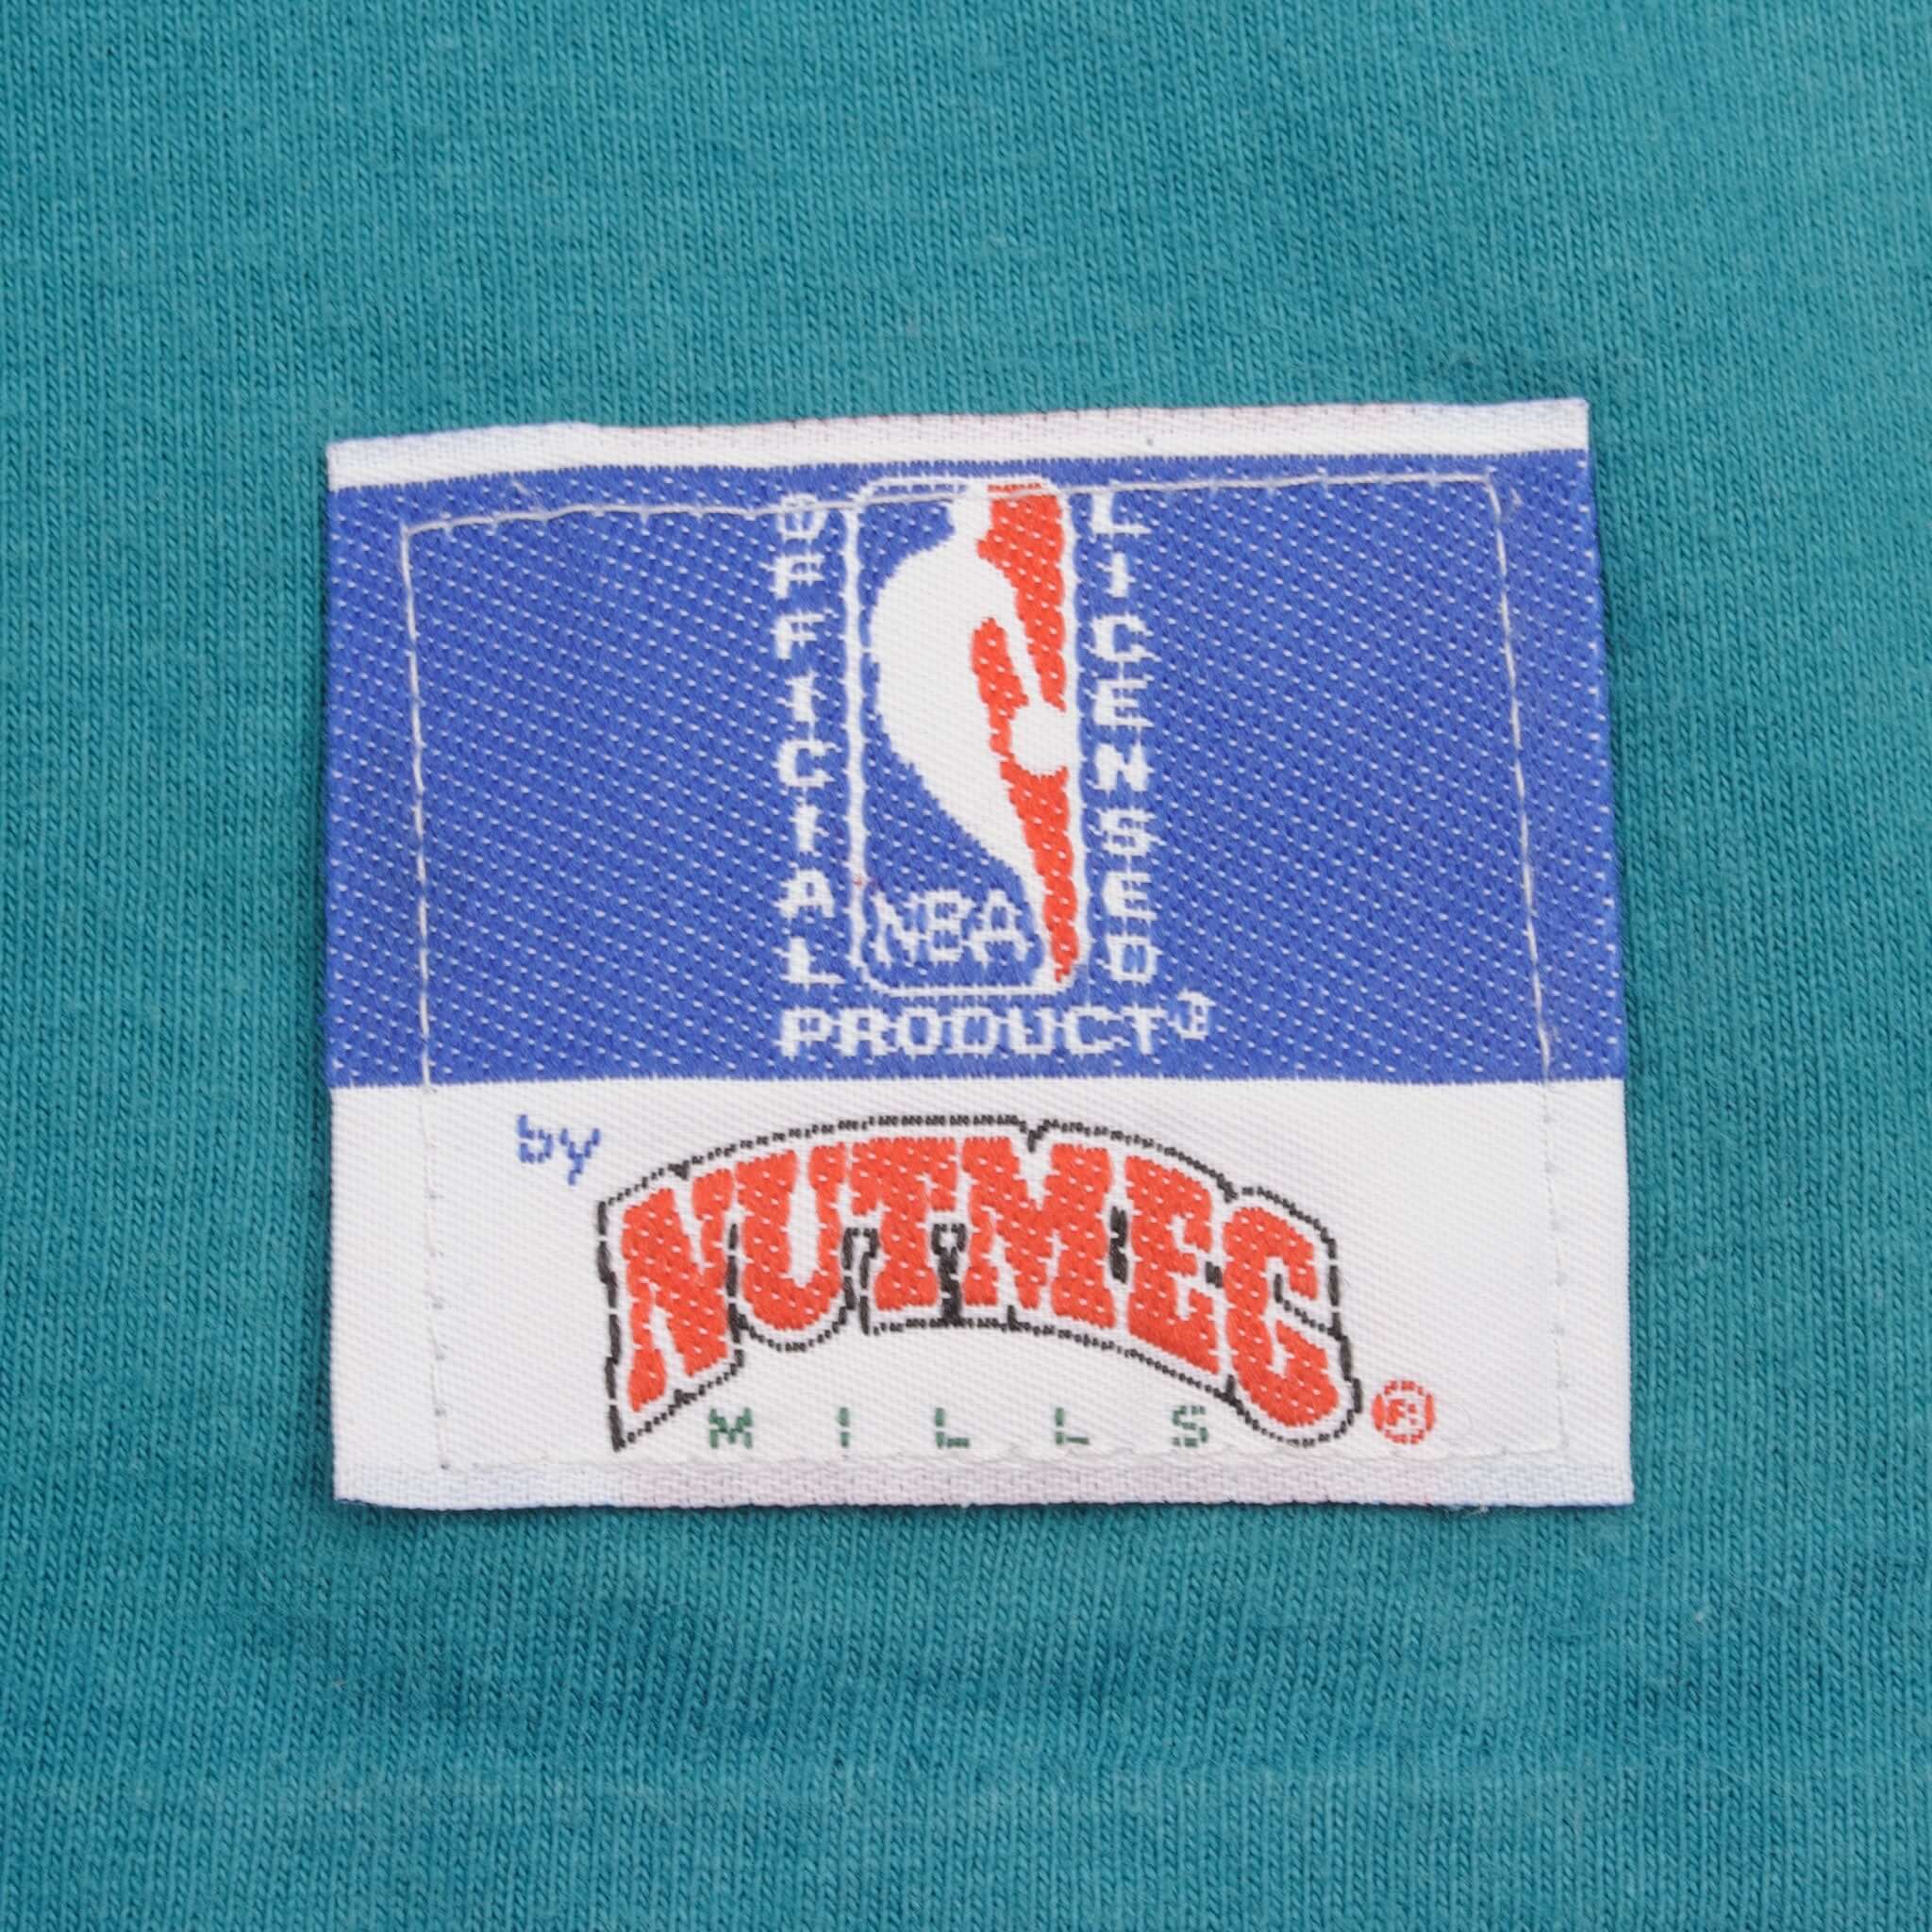 OFFICIAL
NBA
LICENSED
PRODUCT
by
NUTMEG
MILLS ®